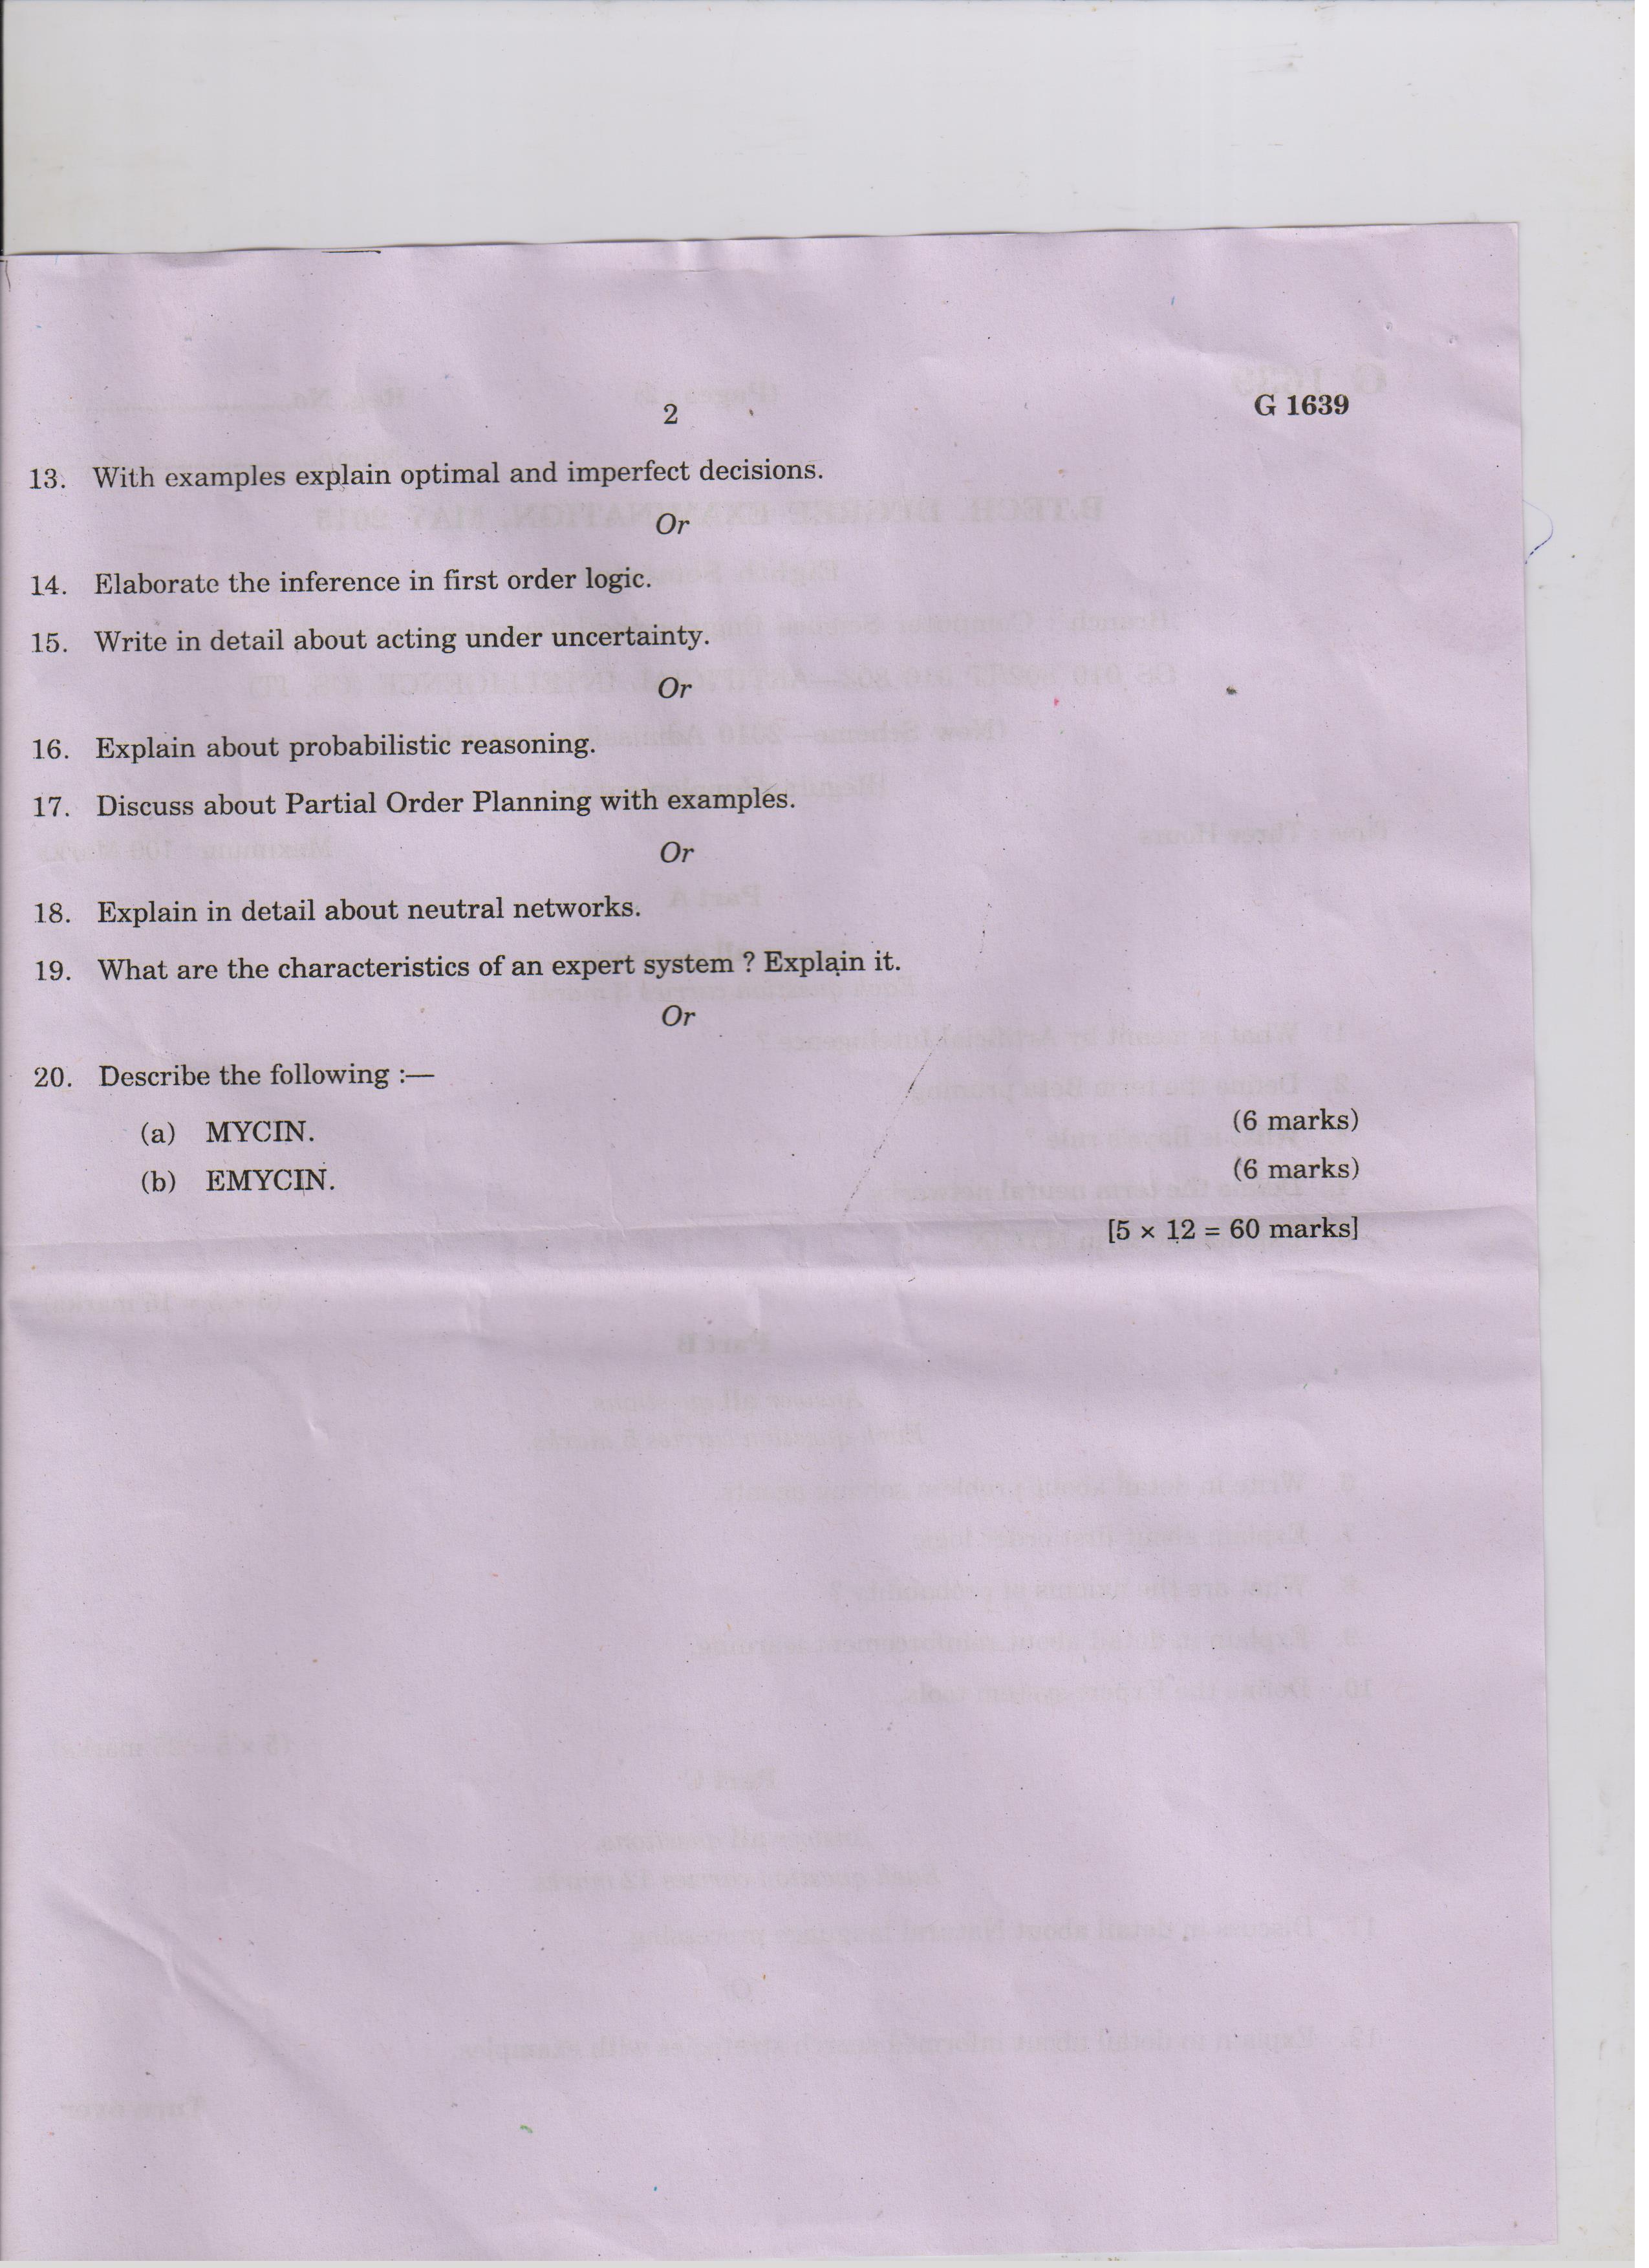 2
G 1639
13. With examples explain optimal and imperfect decisions.
Or
14. Elaborate the inference in first order logic.
15. Write in detail about acting under uncertainty.
Or
16. Explain about probabilistic reasoning.
17. Discuss about Partial Order Planning with examples.
Or
18. Explain in detail about neutral networks.
19. What are the characteristics of an expert system ? Explain it.
Or
20. Describe the following :—
(a) MYCIN. (6 marks)
(b) EMYCIN. (6 marks)
[5 × 12 = 60 marks]